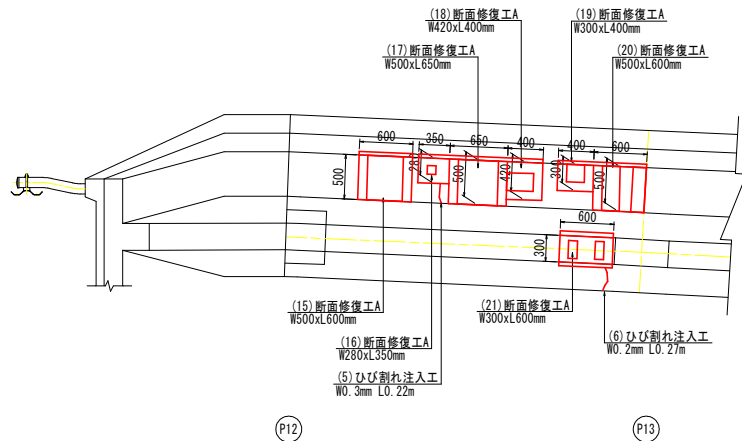 (18)断面修復工A
W420xL400mm
(19)断面修復工A
W300xL400mm
(17)断面修復工A
W500xL650mm
(20)断面修復工A
W500xL600mm
600
350
650
400
400
600
500
280
500
420
300
500
600
300
(15)断面修復工A
W500xL600mm
(21)断面修復工A
W300xL600mm
(16)断面修復工A
W280xL350mm
(6)ひび割れ注入工
W0.2mm L0.27m
(5)ひび割れ注入工
W0.3mm L0.22m
P12
P13